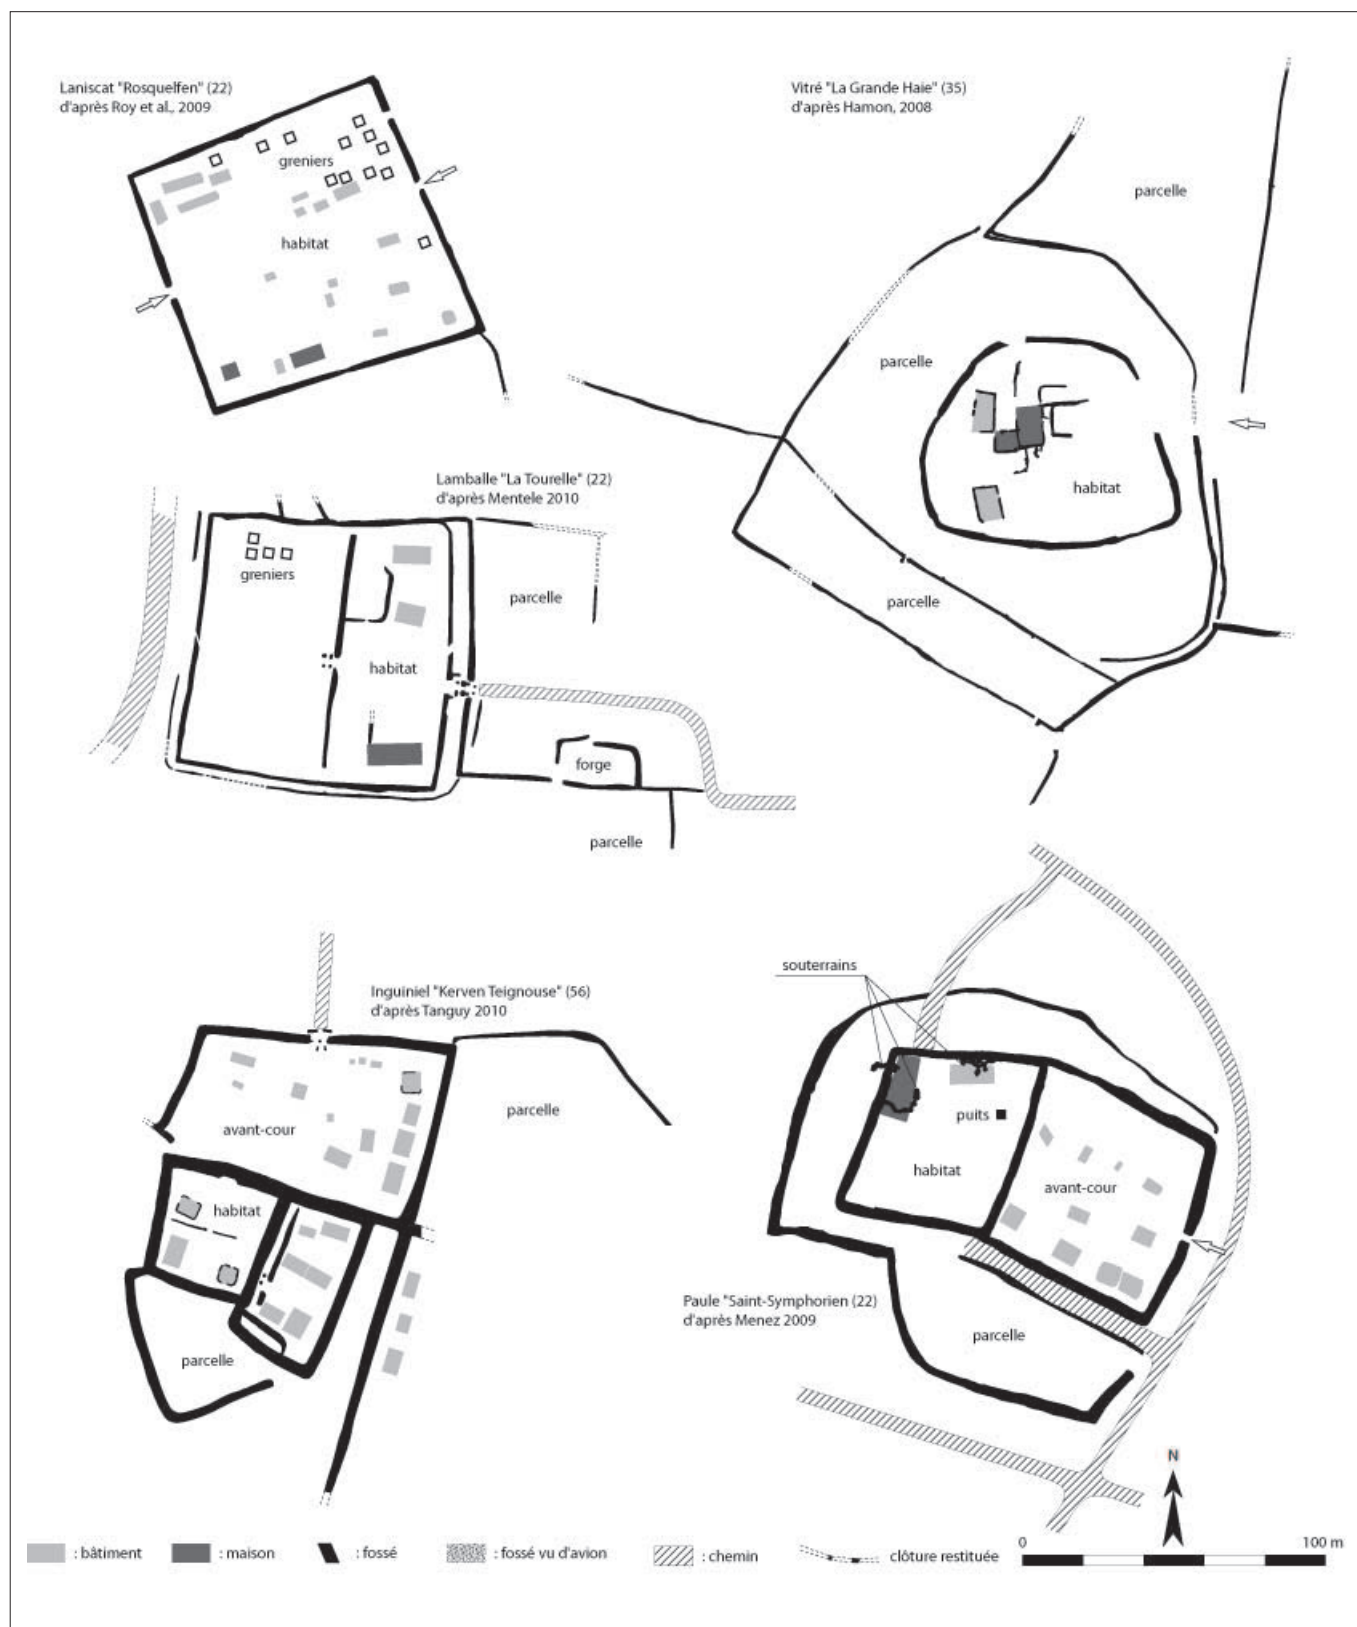 Laniscat "Rosquelfen" (22)
d'après Roy et al., 2009
greniers
habitat
Vitré "La Grande Haie" (35)
d'après Hamon, 2008
parcelle
parcelle
habitat
parcelle
Lamballe "La Tourelle" (22)
d'après Mentele 2010
greniers
parcelle
habitat
forge
parcelle
Inguiniel "Kerven Teignouse" (56)
d'après Tanguy 2010
avant-cour
parcelle
habitat
parcelle
souterrains
puits
habitat
avant-cour
Paule "Saint-Symphorien (22)
d'après Menez 2009
parcelle
N
: bâtiment
: maison
: fossé
: fossé vu d'avion
: chemin
clôture restituée
0
100 m